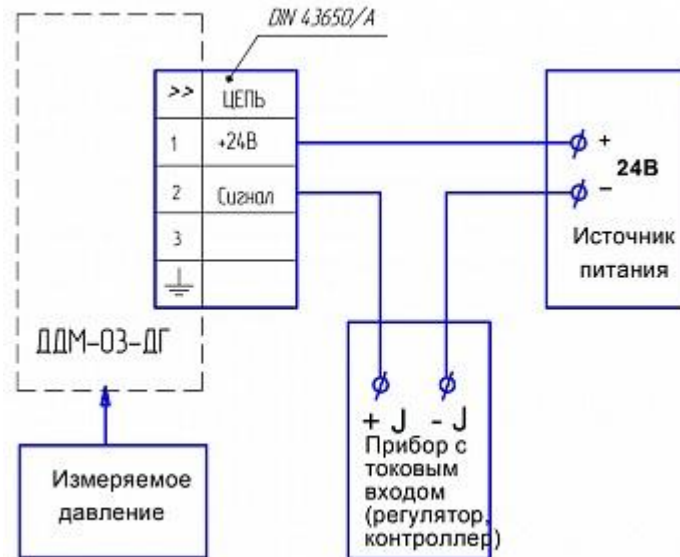 DIN 43650/A
>> ЦЕПЬ
1 +24В
2 Сигнал
3
ДДМ-03-ДГ
Измеряемое
давление
+
24В
–
Источник
питания
+ J - J
Прибор с
токовым
входом
(регулятор,
контроллер)